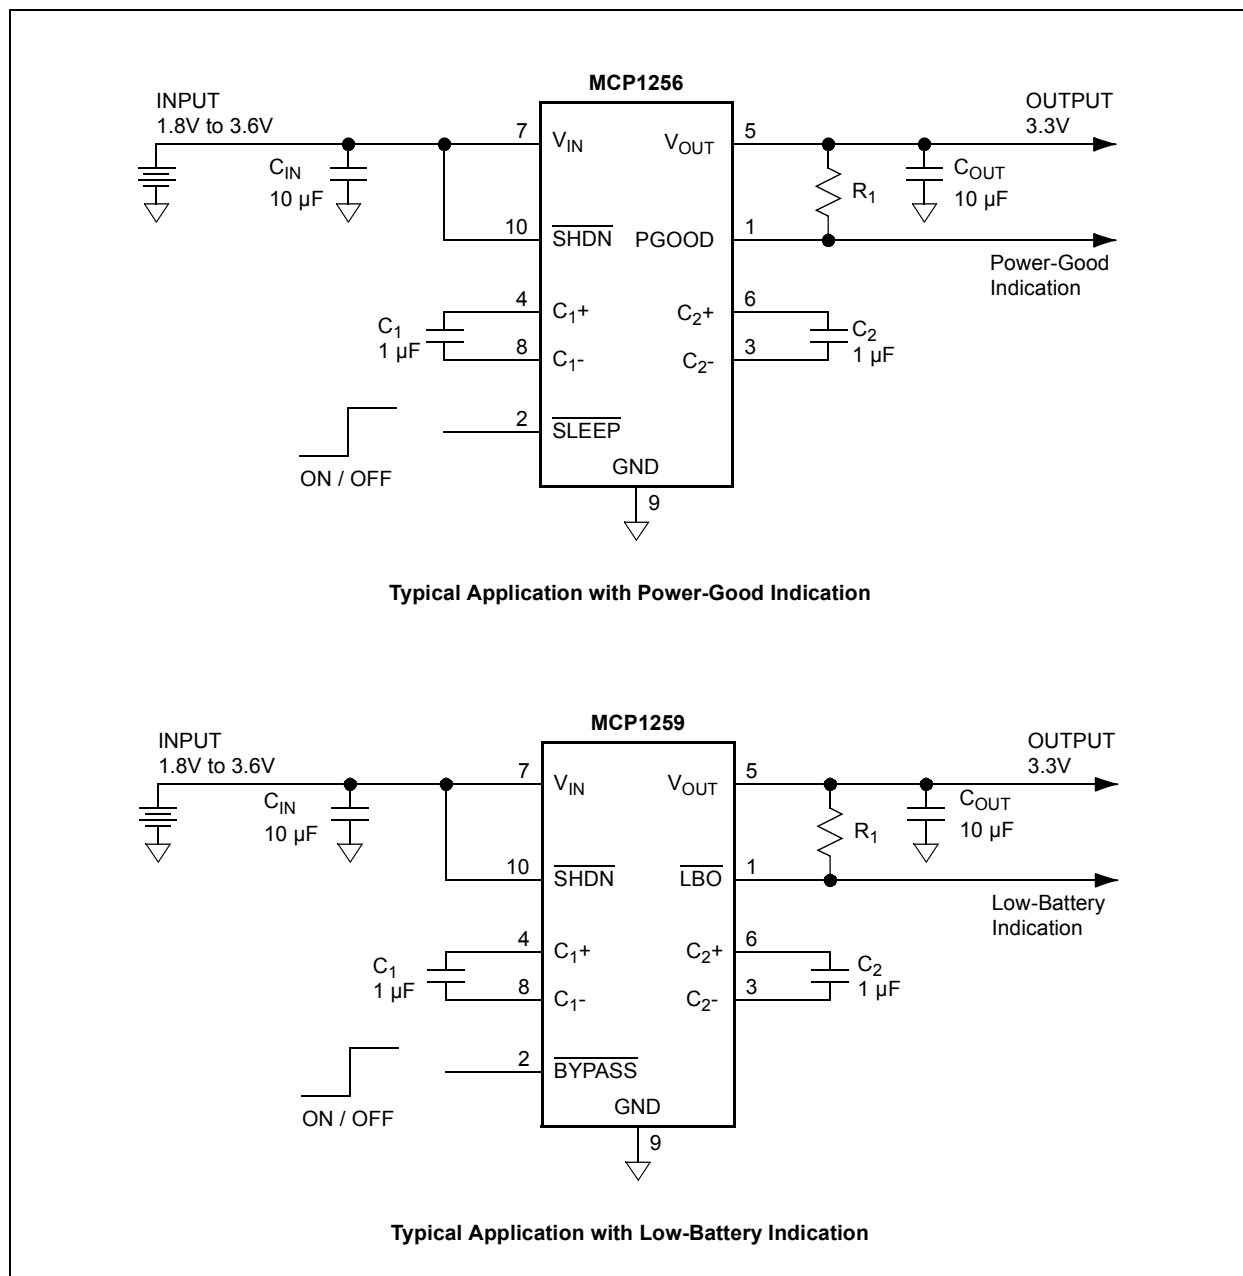 MCP1256
INPUT
1.8V to 3.6V
OUTPUT
3.3V
7
VIN
VOUT
5
CIN
10 µF
R1
COUT
10 µF
10
SHDN
PGOOD
1
Power-Good
Indication
4
C1+
C2+
6
C1
1 µF
C2
1 µF
8
C1-
C2-
3
2
SLEEP
ON / OFF
GND
9
Typical Application with Power-Good Indication
MCP1259
INPUT
1.8V to 3.6V
OUTPUT
3.3V
7
VIN
VOUT
5
CIN
10 µF
R1
COUT
10 µF
10
SHDN
LBO
1
Low-Battery
Indication
4
C1+
C2+
6
C1
1 µF
C2
1 µF
8
C1-
C2-
3
2
BYPASS
ON / OFF
GND
9
Typical Application with Low-Battery Indication